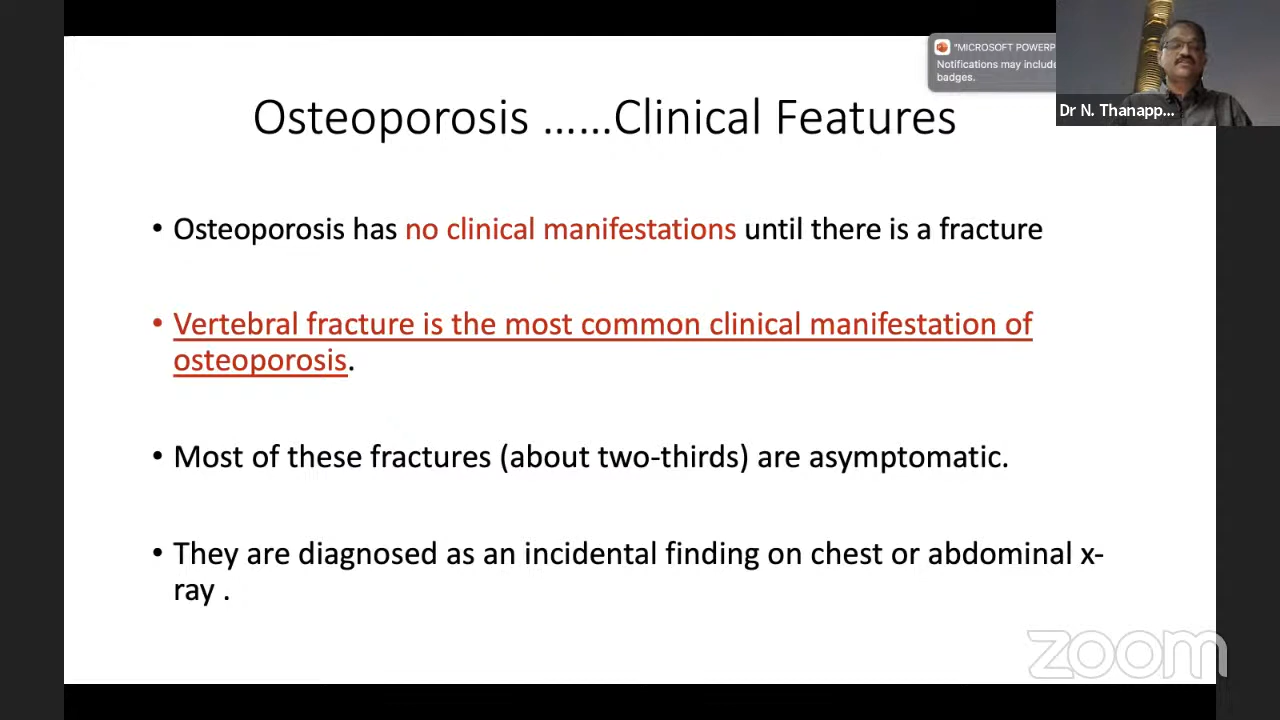 "MICROSOFT POWERP
Notifications may include
badges.
Dr N. Thanapp...
Osteoporosis ......Clinical Features
• Osteoporosis has no clinical manifestations until there is a fracture
• Vertebral fracture is the most common clinical manifestation of
osteoporosis.
• Most of these fractures (about two-thirds) are asymptomatic.
• They are diagnosed as an incidental finding on chest or abdominal x-
ray .
zoom